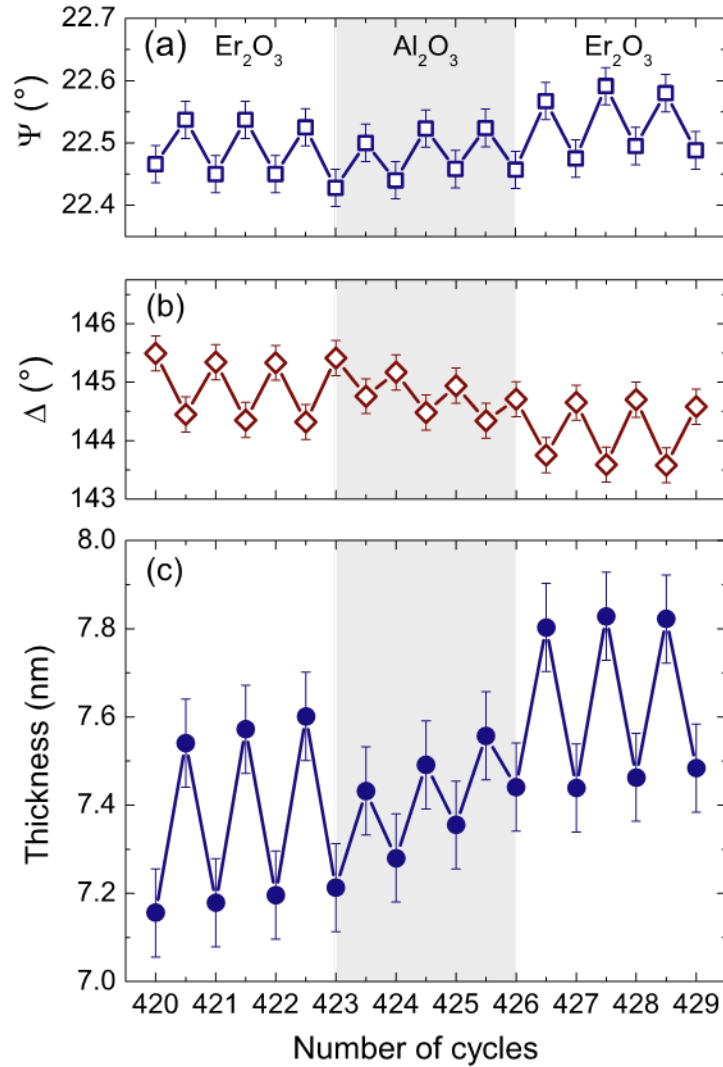 22.7
(a) Er₂O₃ Al₂O₃ Er₂O₃
22.6
22.5
22.4
Ψ (°)
(b)
146
145
144
143
Δ (°)
8.0
(c)
7.8
7.6
7.4
7.2
7.0
Thickness (nm)
420 421 422 423 424 425 426 427 428 429
Number of cycles